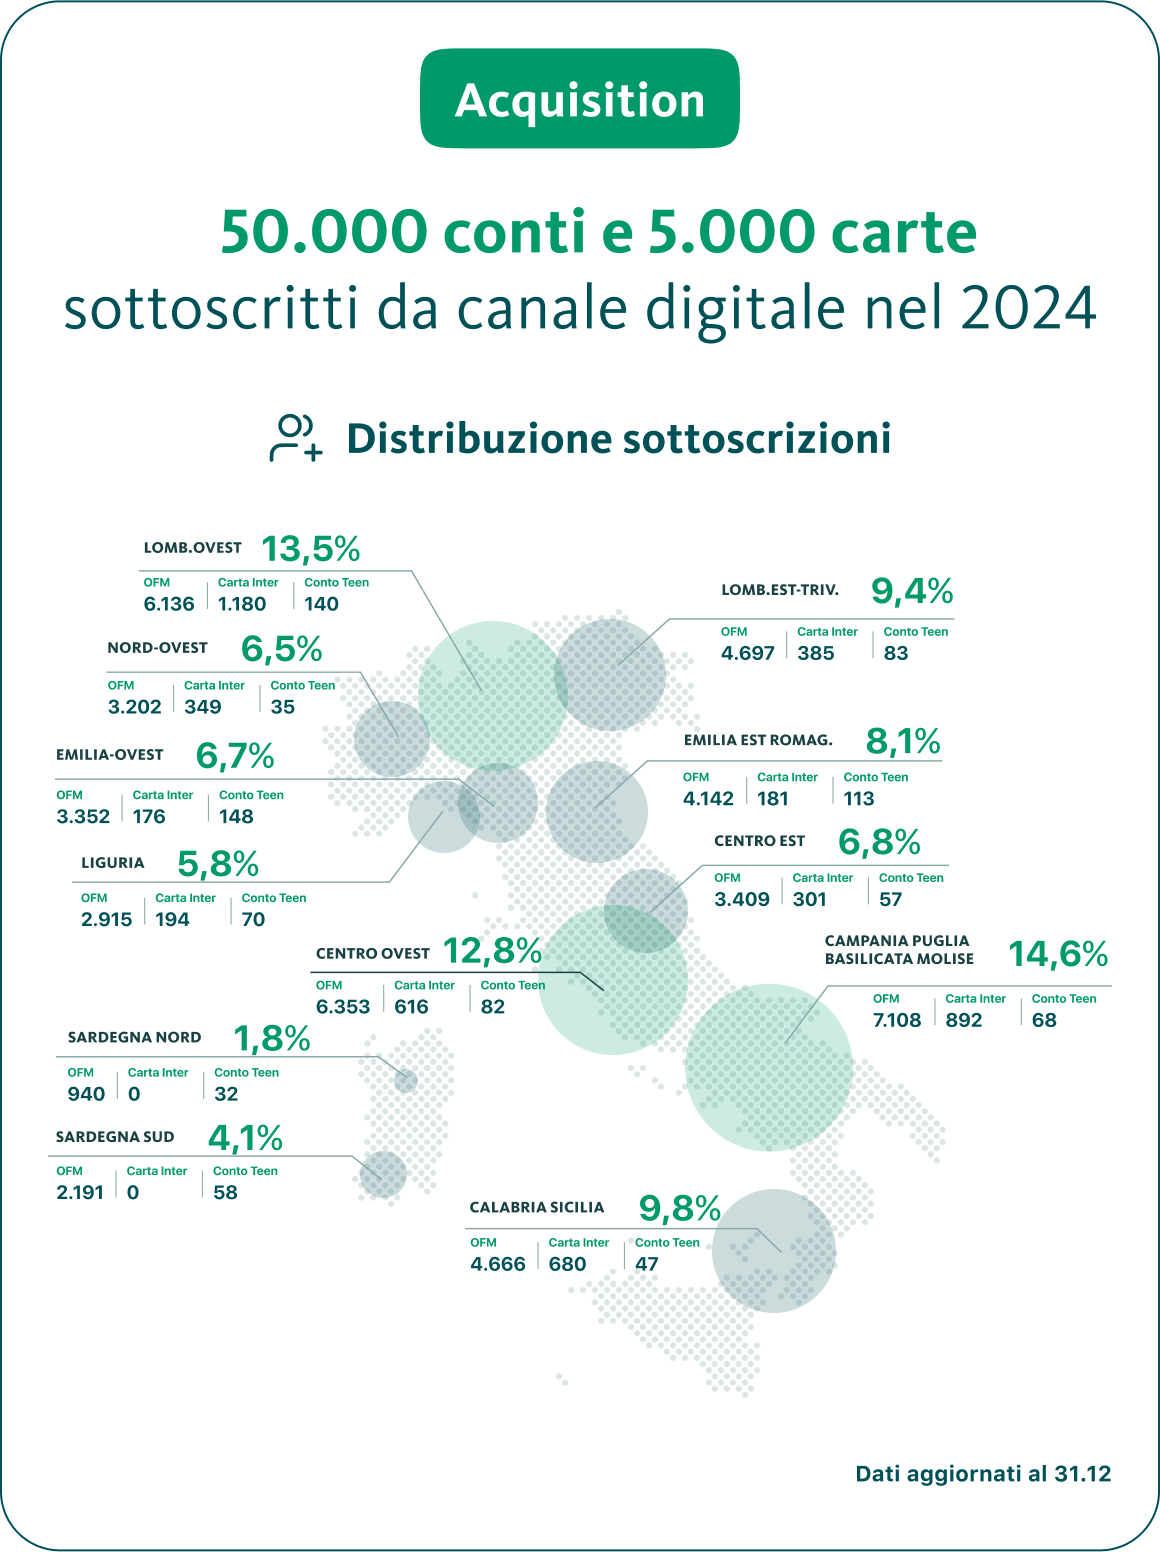 Acquisition
50.000 conti e 5.000 carte
sottoscritti da canale digitale nel 2024
Distribuzione sottoscrizioni
LOMB.OVEST 13,5%
OFM Carta Inter Conto Teen
6.136 1.180 140
LOMB.EST-TRIV. 9,4%
OFM Carta Inter Conto Teen
4.697 385 83
NORD-OVEST 6,5%
OFM Carta Inter Conto Teen
3.202 349 35
EMILIA-OVEST 6,7%
OFM Carta Inter Conto Teen
3.352 176 148
EMILIA EST ROMAG. 8,1%
OFM Carta Inter Conto Teen
4.142 181 113
LIGURIA 5,8%
OFM Carta Inter Conto Teen
2.915 194 70
CENTRO EST 6,8%
OFM Carta Inter Conto Teen
3.409 301 57
CENTRO OVEST 12,8%
OFM Carta Inter Conto Teen
6.353 616 82
CAMPANIA PUGLIA
BASILICATA MOLISE 14,6%
OFM Carta Inter Conto Teen
7.108 892 68
SARDEGNA NORD 1,8%
OFM Carta Inter Conto Teen
940 0 32
SARDEGNA SUD 4,1%
OFM Carta Inter Conto Teen
2.191 0 58
CALABRIA SICILIA 9,8%
OFM Carta Inter Conto Teen
4.666 680 47
Dati aggiornati al 31.12